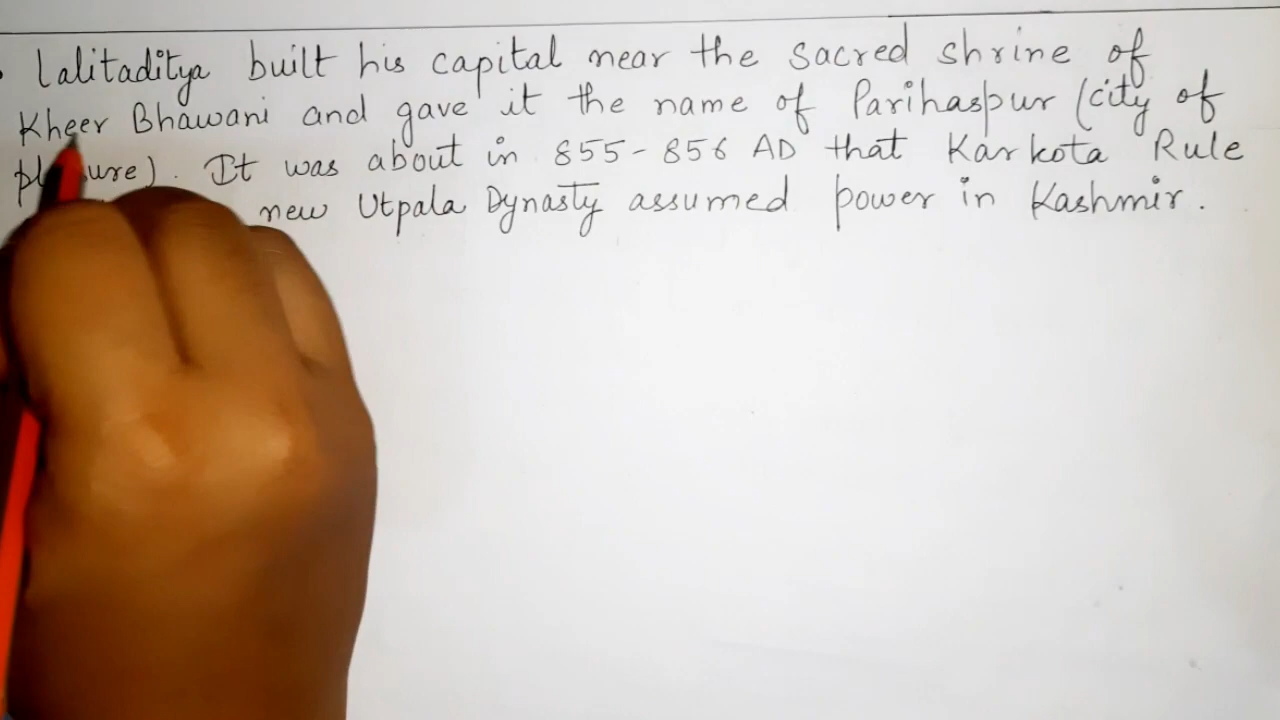 Lalitaditya built his capital near the sacred shrine of
Kheer Bhawani and gave it the name of Parihaspur (city of
It was about in 855-856 AD that Karkota Rule
new Utpala Dynasty assumed power in Kashmir.